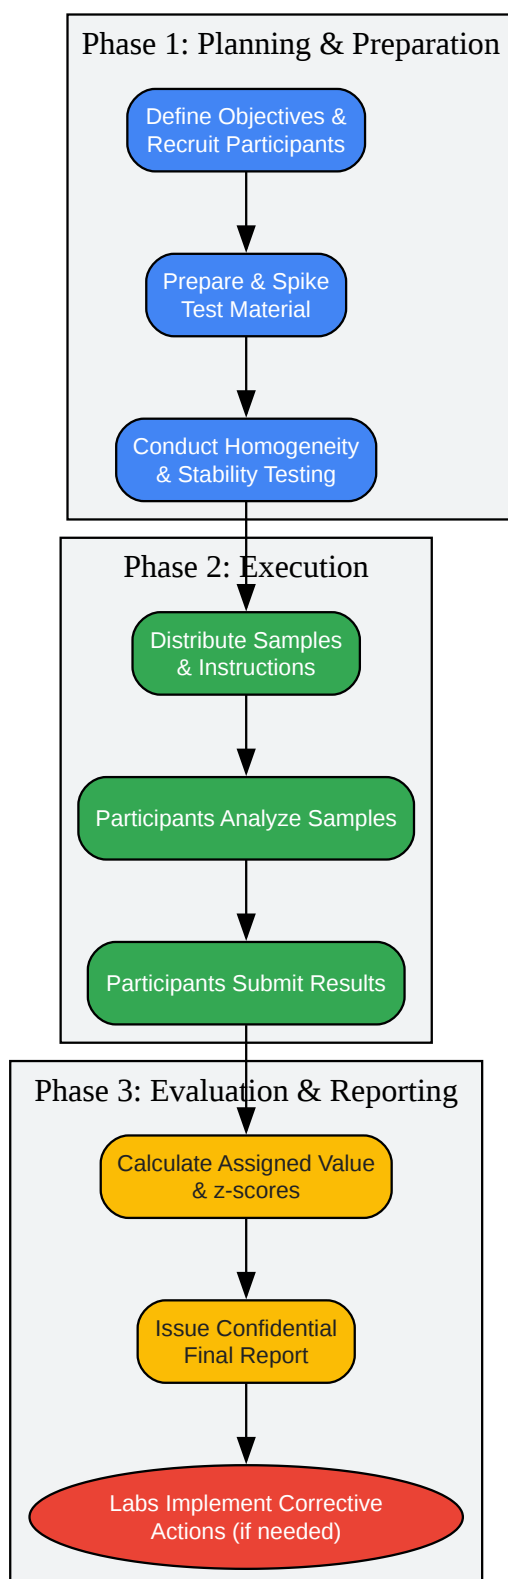 Phase 1: Planning & Preparation
Define Objectives &
Recruit Participants
Prepare & Spike
Test Material
Conduct Homogeneity
& Stability Testing
Phase 2: Execution
Distribute Samples
& Instructions
Participants Analyze Samples
Participants Submit Results
Phase 3: Evaluation & Reporting
Calculate Assigned Value
& z-scores
Issue Confidential
Final Report
Labs Implement Corrective
Actions (if needed)